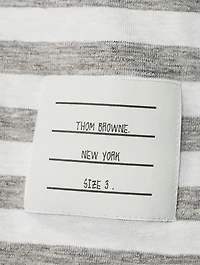 THOM BROWNE.
NEW YORK
SIZE 3 .